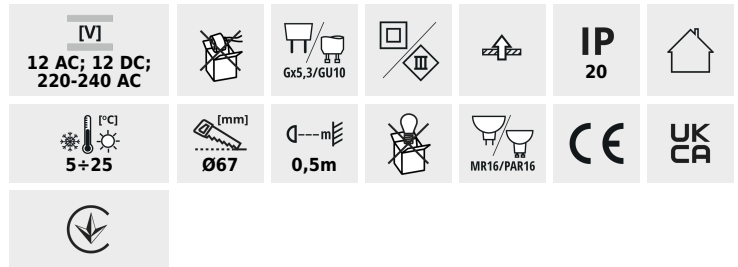 [V]
12 AC; 12 DC;
220-240 AC
Gx5,3/GU10
III
IP
20
[°C]
5÷25
[mm]
Ø67
m
0,5m
MR16/PAR16
CE
UK
CA